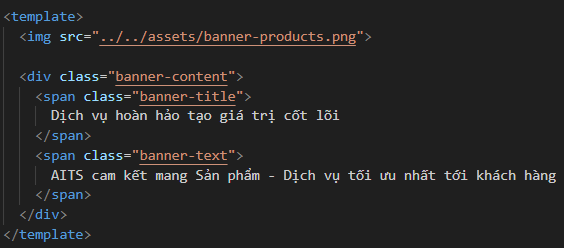 <template>
<img src="../../assets/banner-products.png">
<div class="banner-content">
<span class="banner-title">
Dịch vụ hoàn hảo tạo giá trị cốt lõi
</span>
<span class="banner-text">
AITS cam kết mang Sản phẩm - Dịch vụ tối ưu nhất tới khách hàng
</span>
</div>
</template>